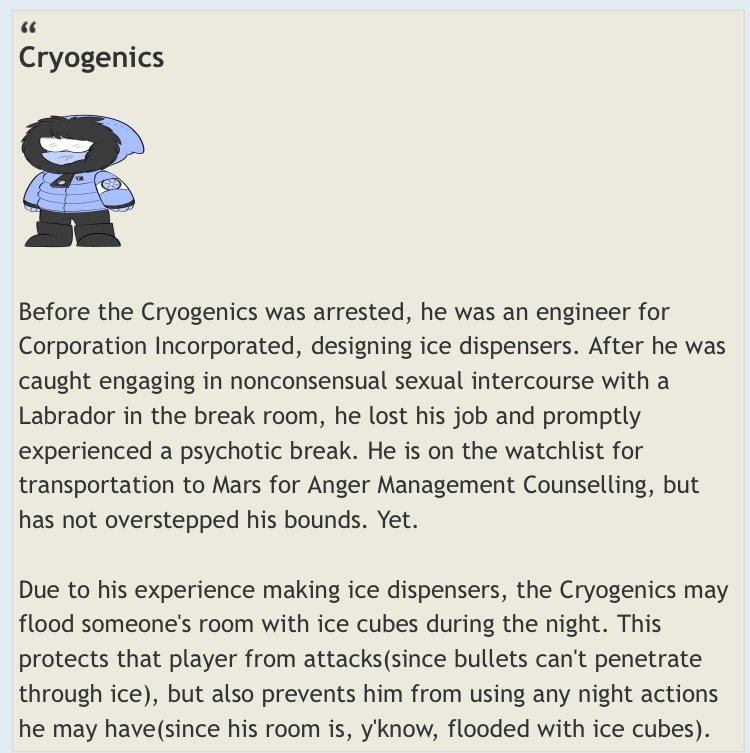 “
Cryogenics
Before the Cryogenics was arrested, he was an engineer for
Corporation Incorporated, designing ice dispensers. After he was
caught engaging in nonconsensual sexual intercourse with a
Labrador in the break room, he lost his job and promptly
experienced a psychotic break. He is on the watchlist for
transportation to Mars for Anger Management Counselling, but
has not overstepped his bounds. Yet.
Due to his experience making ice dispensers, the Cryogenics may
flood someone's room with ice cubes during the night. This
protects that player from attacks(since bullets can't penetrate
through ice), but also prevents him from using any night actions
he may have(since his room is, y'know, flooded with ice cubes).